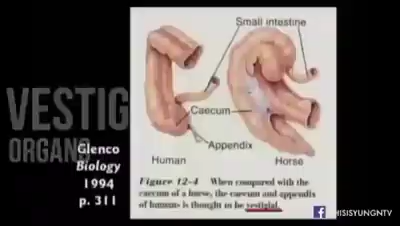 Small intestine
VESTIG
ORGANS
Glenco
Biology
1994
p. 311
Caecum
Appendix
Human
Horse
Figure 12-4 When compared with the
caecum of a horse, the caecum and appendix
of humans is thought to be vestigial.
HISISYUNGNTV